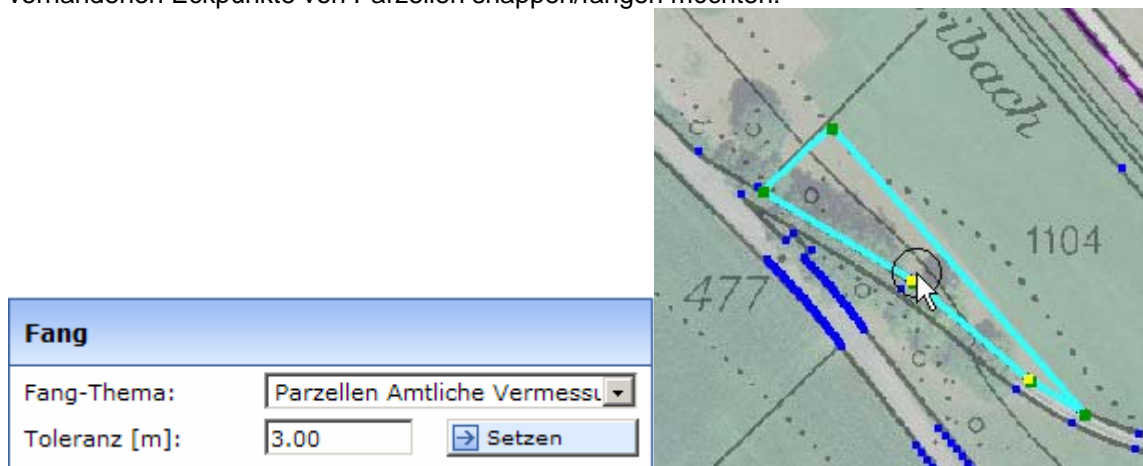 vorhandenen Eckpunkte von Parzellen snappen/fangen möchten.
Fang
Fang-Thema: Parzellen Amtliche Vermessu
Toleranz [m]: 3.00 Setzen
ibach
1104
477